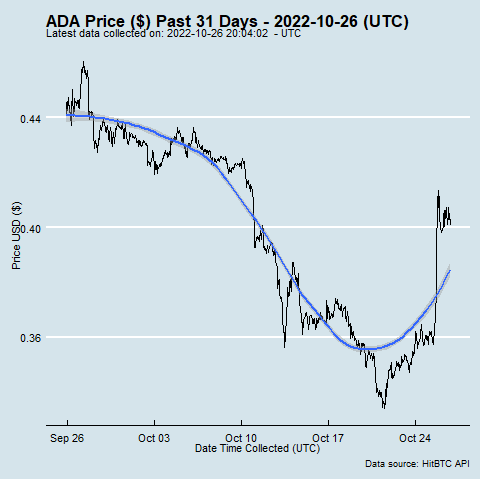 ADA Price ($) Past 31 Days - 2022-10-26 (UTC)
Latest data collected on: 2022-10-26 20:04:02 - UTC
0.44
0.40
0.36
Price USD ($)
Sep 26 Oct 03 Oct 10 Oct 17 Oct 24
Date Time Collected (UTC)
Data source: HitBTC API